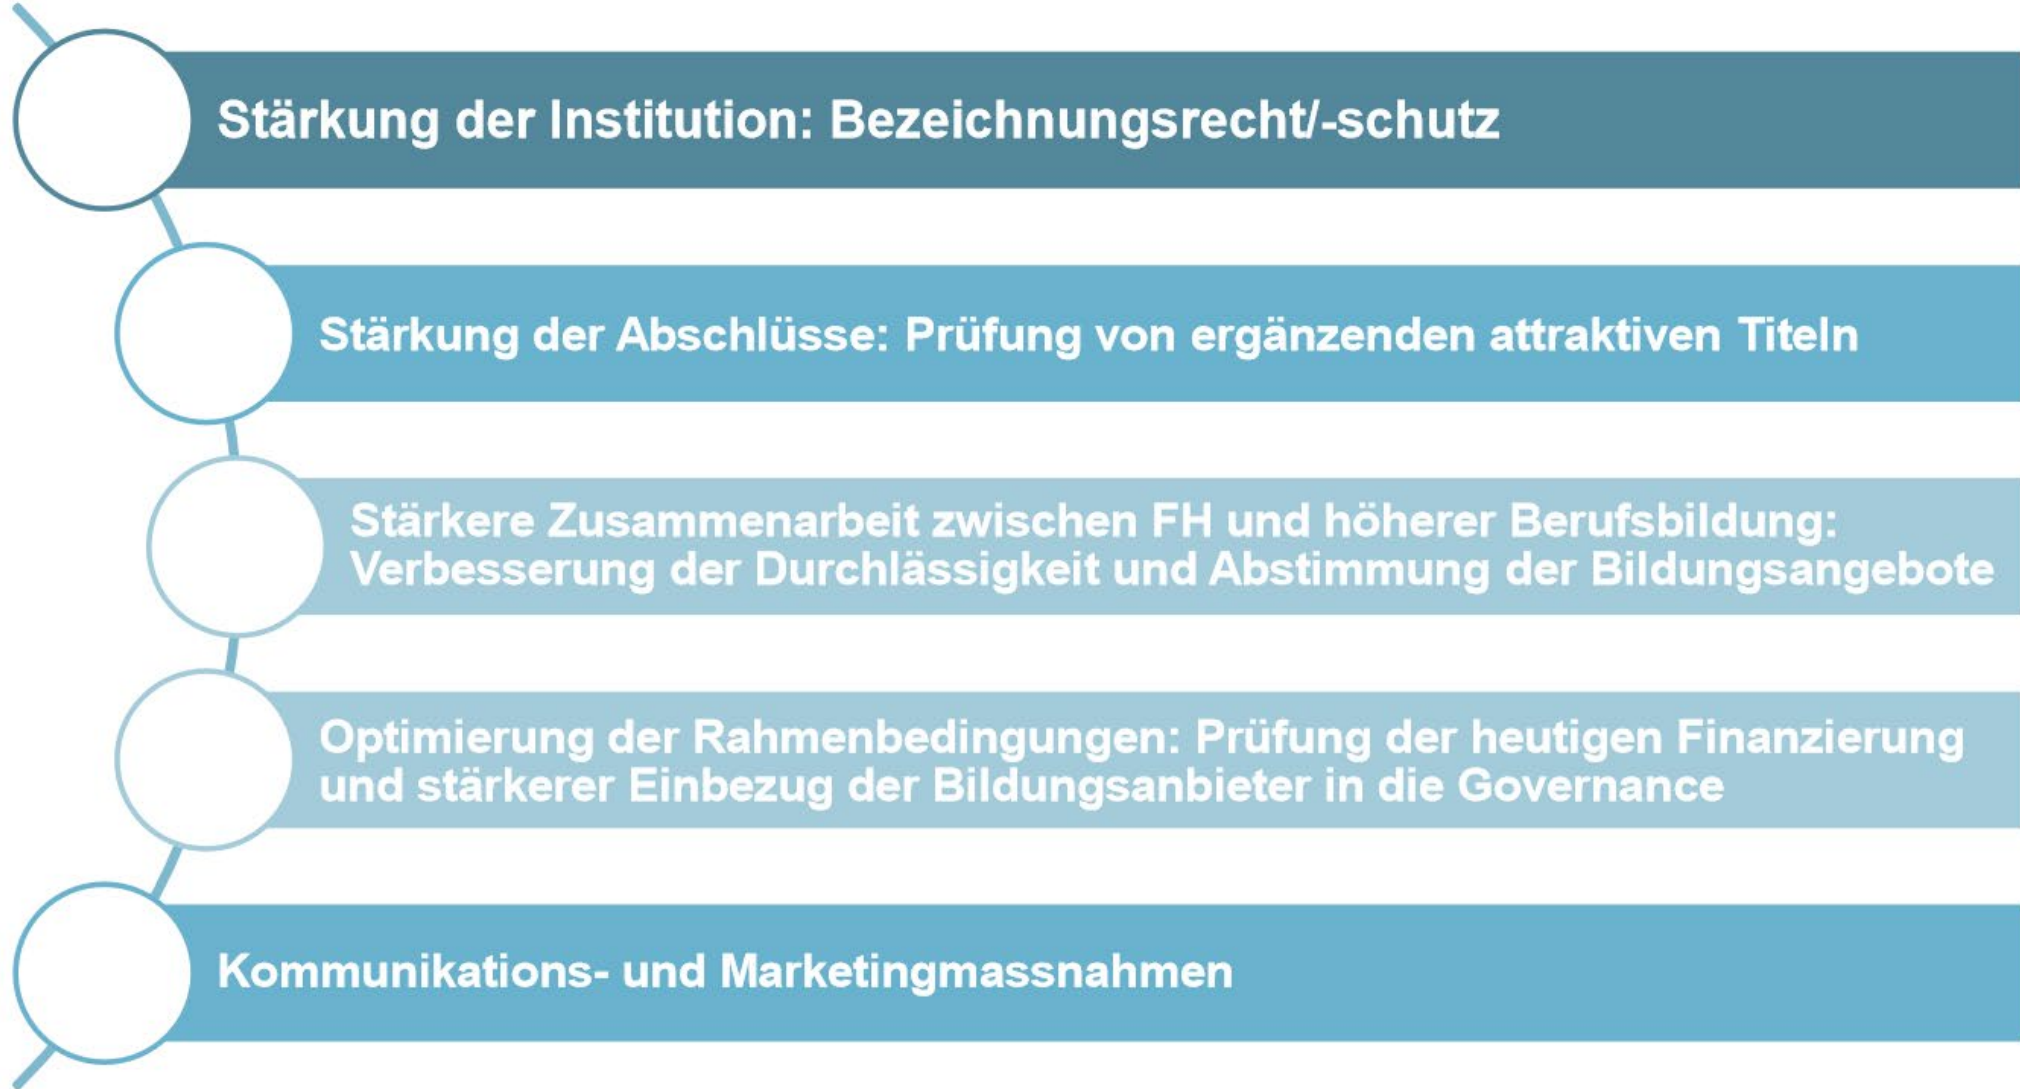 Stärkung der Institution: Bezeichnungsrecht/-schutz
Stärkung der Abschlüsse: Prüfung von ergänzenden attraktiven Titeln
Stärkere Zusammenarbeit zwischen FH und höherer Berufsbildung:
Verbesserung der Durchlässigkeit und Abstimmung der Bildungsangebote
Optimierung der Rahmenbedingungen: Prüfung der heutigen Finanzierung
und stärkerer Einbezug der Bildungsanbieter in die Governance
Kommunikations- und Marketingmassnahmen